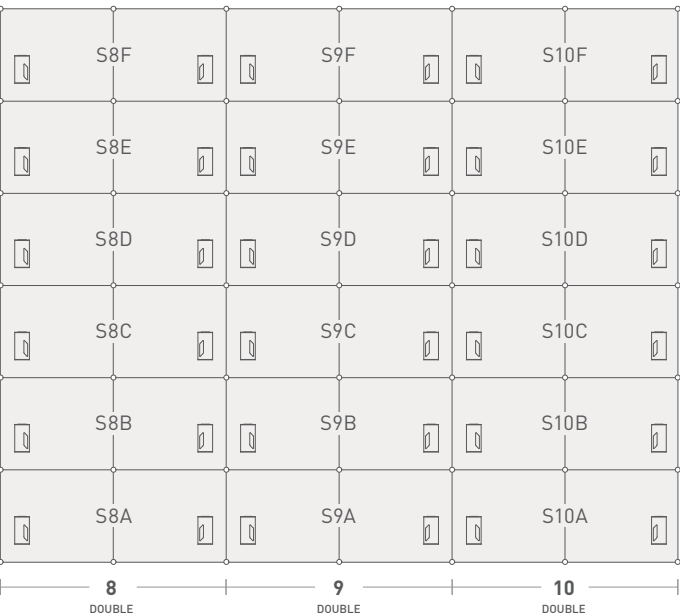 S8F S9F S10F
S8E S9E S10E
S8D S9D S10D
S8C S9C S10C
S8B S9B S10B
S8A S9A S10A
8 9 10
DOUBLE DOUBLE DOUBLE